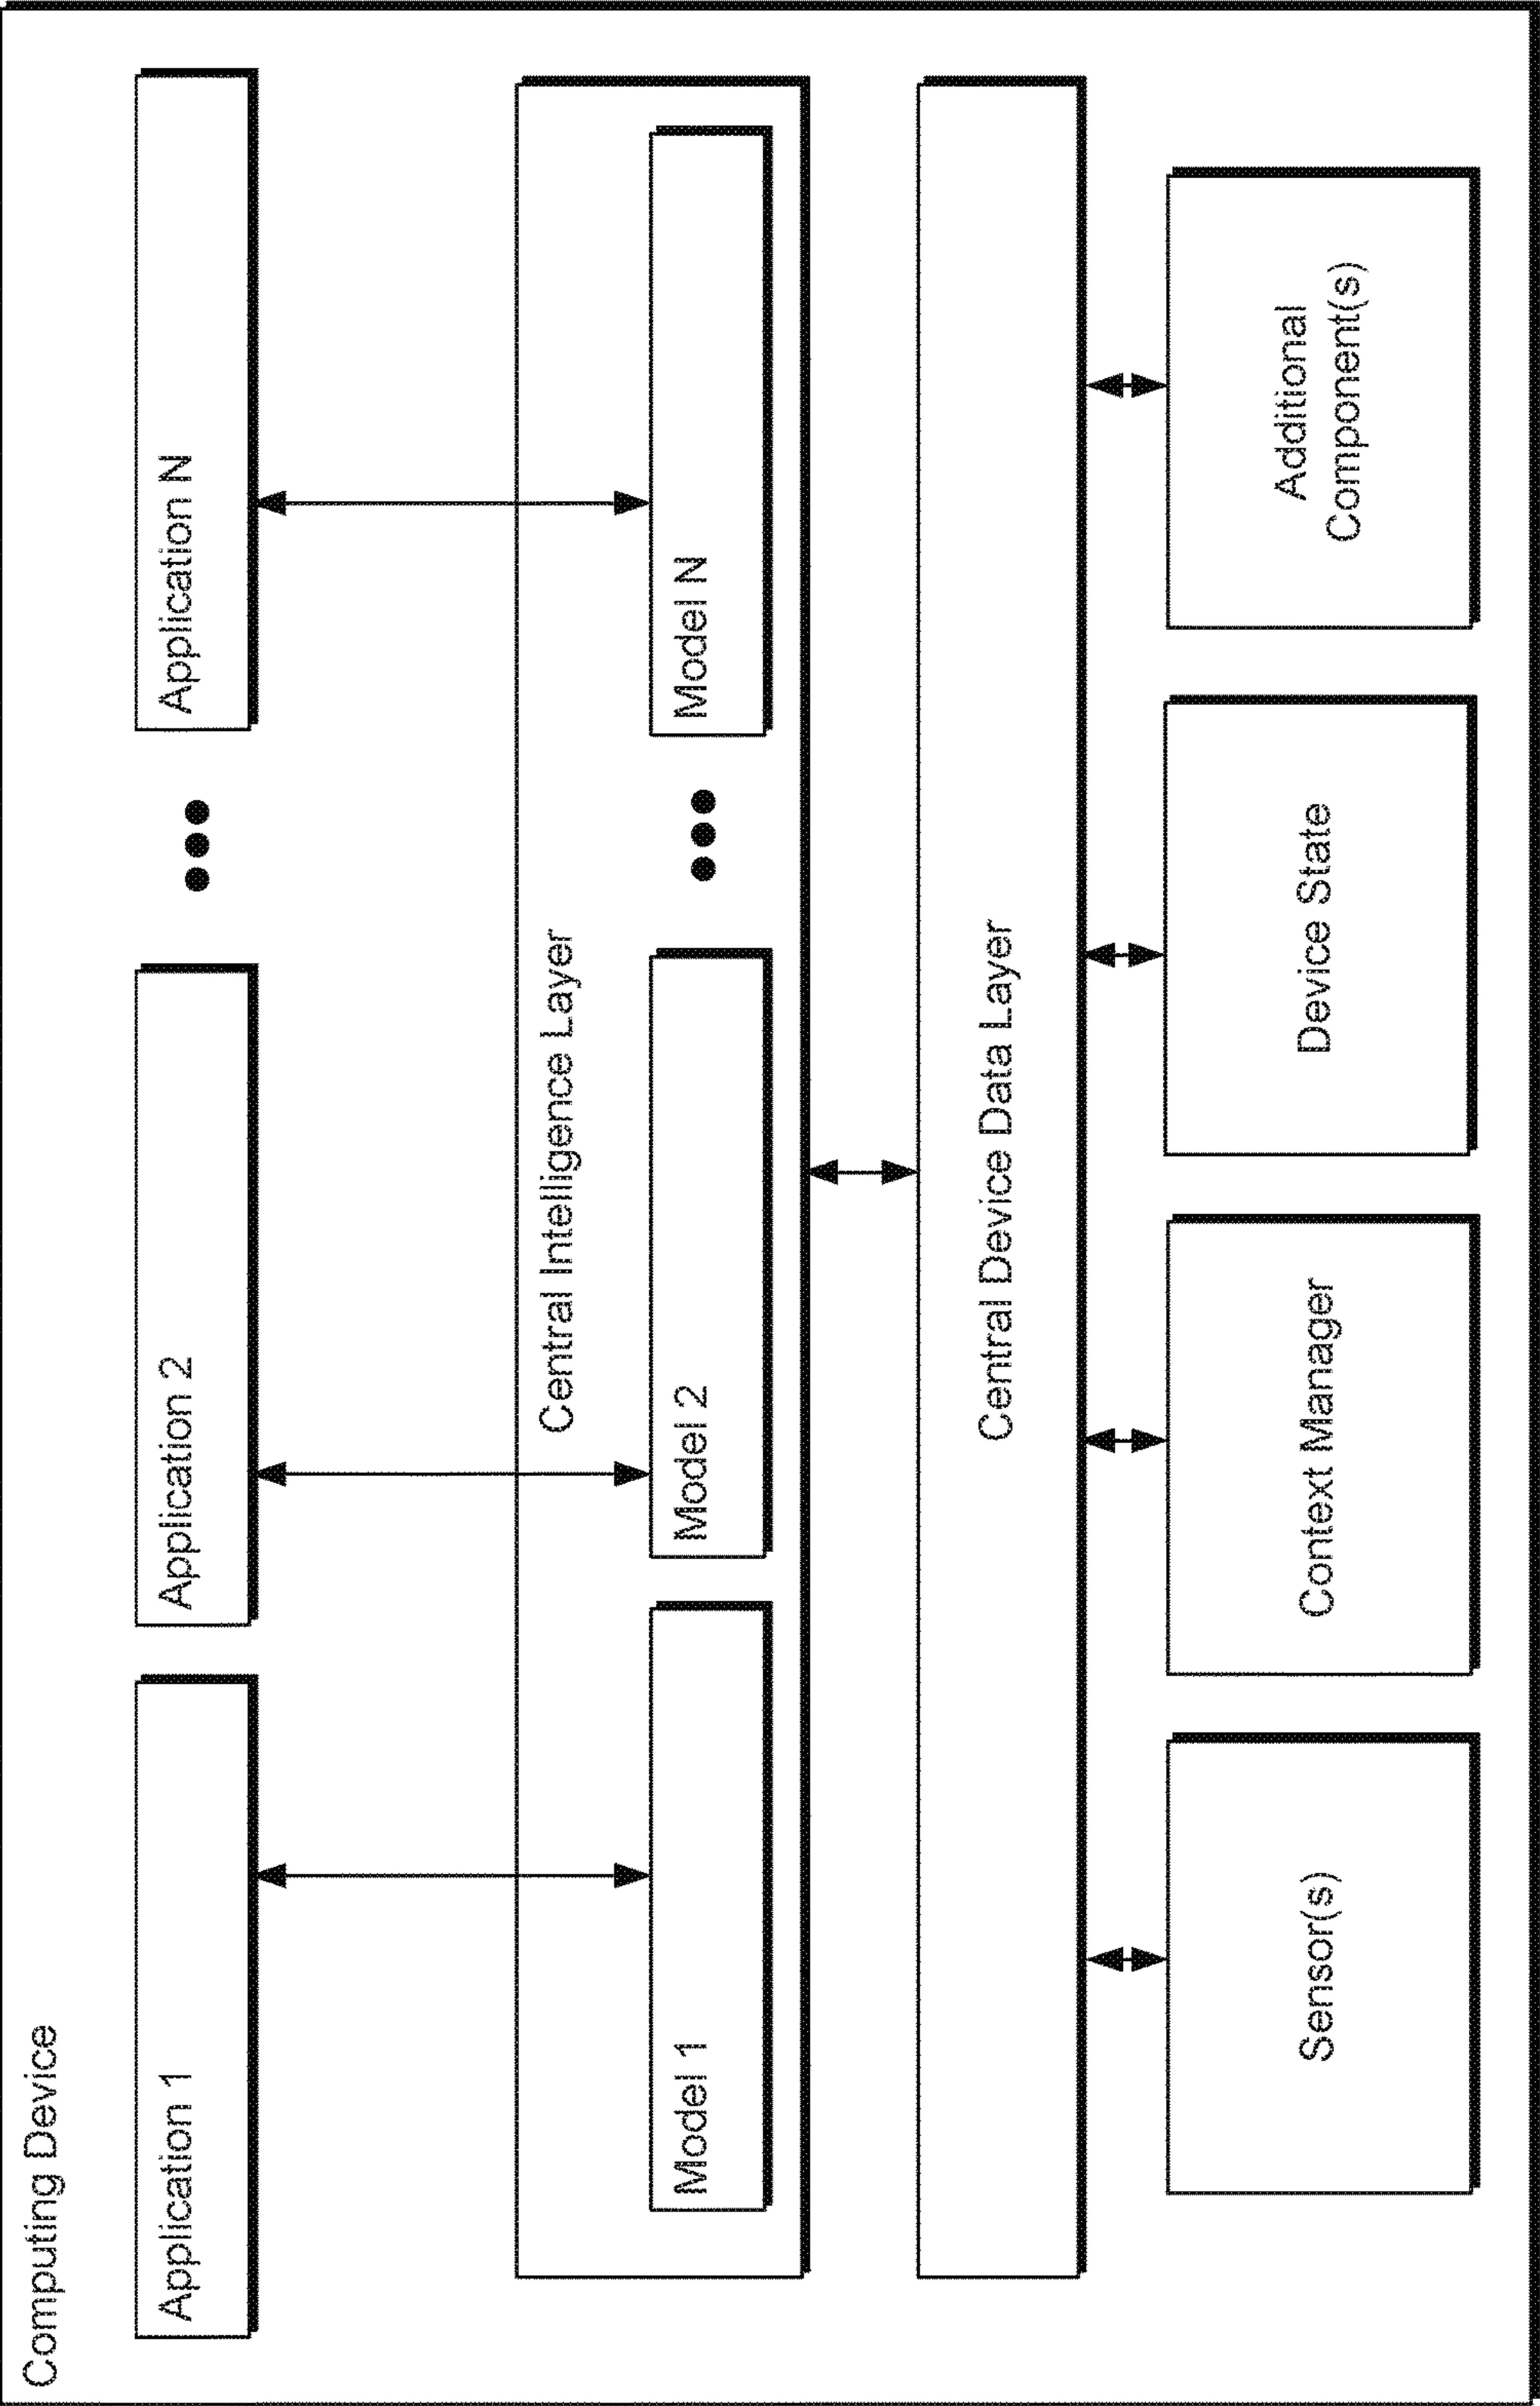 Computing Device
Application 1
Application 2
Application N
Central Intelligence Layer
Model 1
Model 2
Model N
Central Device Data Layer
Sensor(s)
Context Manager
Device State
Additional
Component(s)